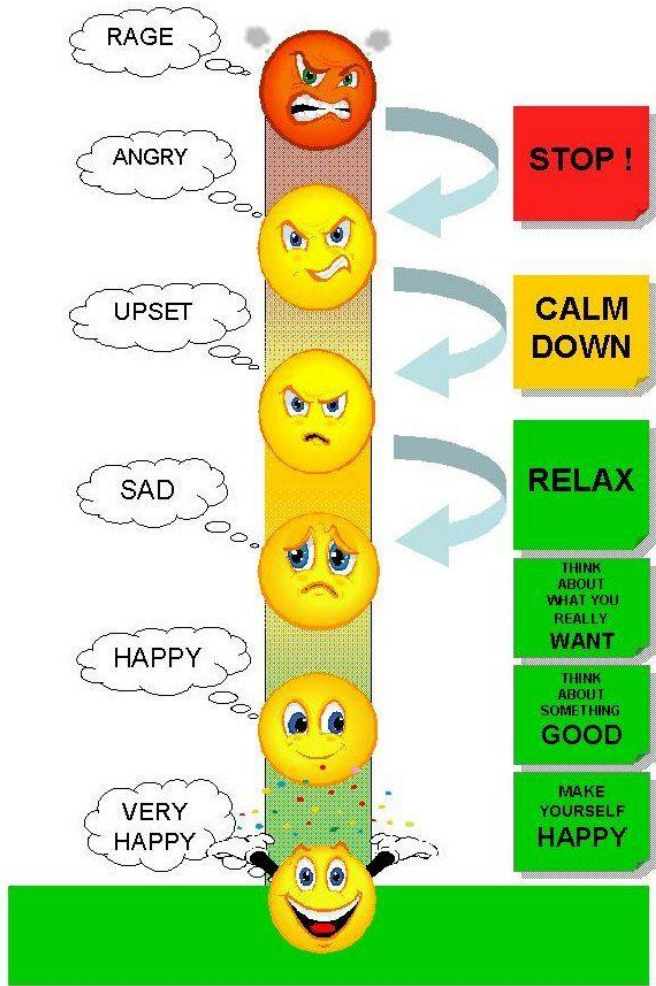 RAGE
ANGRY
UPSET
SAD
HAPPY
VERY
HAPPY
STOP !
CALM
DOWN
RELAX
THINK
ABOUT
WHAT YOU
REALLY
WANT
THINK
ABOUT
SOMETHING
GOOD
MAKE
YOURSELF
HAPPY